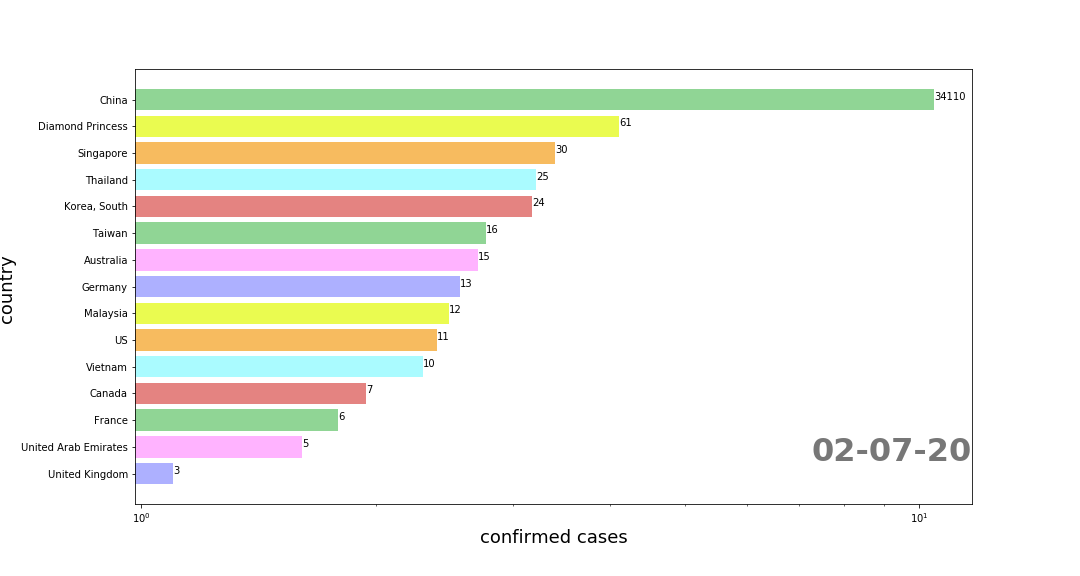 China 34110
Diamond Princess 61
Singapore 30
Thailand 25
Korea, South 24
Taiwan 16
Australia 15
country
Germany 13
Malaysia 12
US 11
Vietnam 10
Canada 7
France 6
United Arab Emirates 5
02-07-20
United Kingdom 3
10⁰ 10¹
confirmed cases